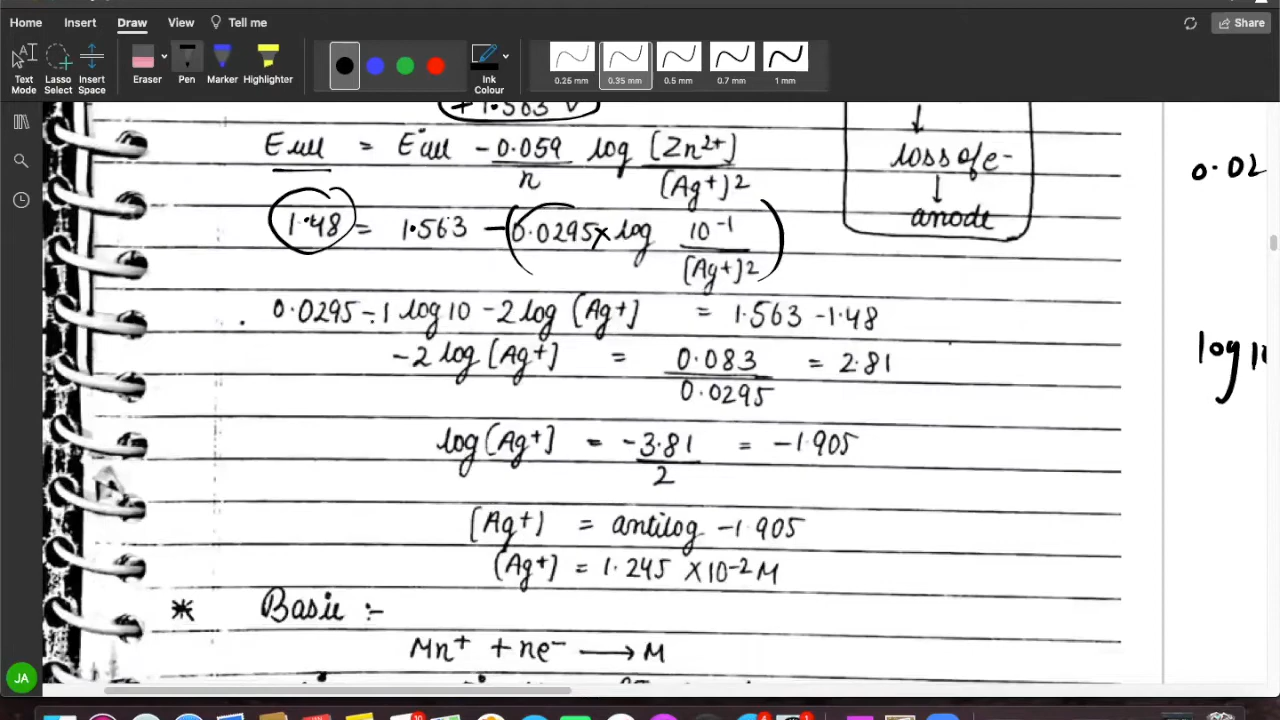 Home Insert Draw View Tell me Share
Text Mode Lasso Select Insert Space Eraser Pen Marker Highlighter Ink Colour 0.25 mm 0.35 mm 0.5 mm 0.7 mm 1 mm
+1.563 V
Ecell = E°cell - 0.059/n log [Zn2+]/[Ag+]2
loss of e-
anode
0.02
1.48 = 1.563 - (0.0295 x log 10-1/[Ag+]2)
0.0295 - 1 log 10 - 2 log [Ag+] = 1.563 - 1.48
-2 log [Ag+] = 0.083/0.0295 = 2.81
log
log [Ag+] = -3.81/2 = -1.905
[Ag+] = antilog -1.905
[Ag+] = 1.245 x 10-2 M
* Basic :-
Mn+ + ne- → M
JA